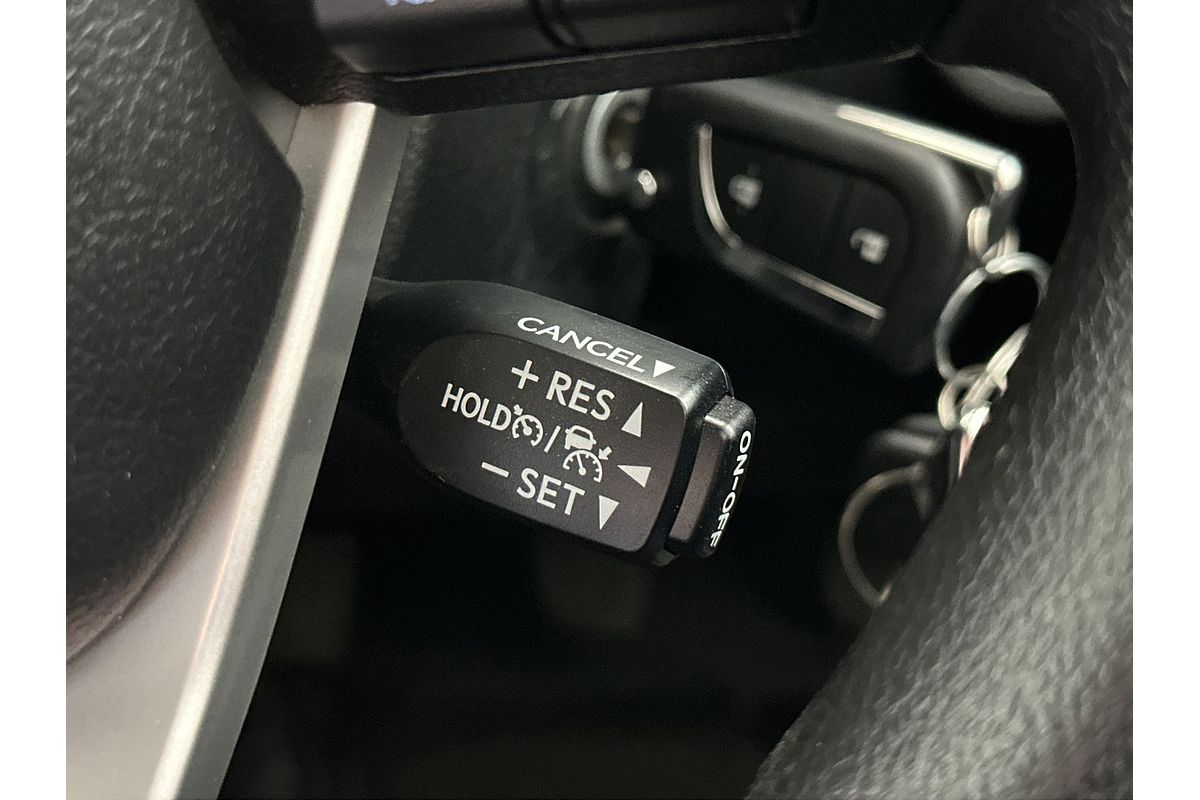 CANCEL
+ RES
HOLD /
− SET
ON-OFF